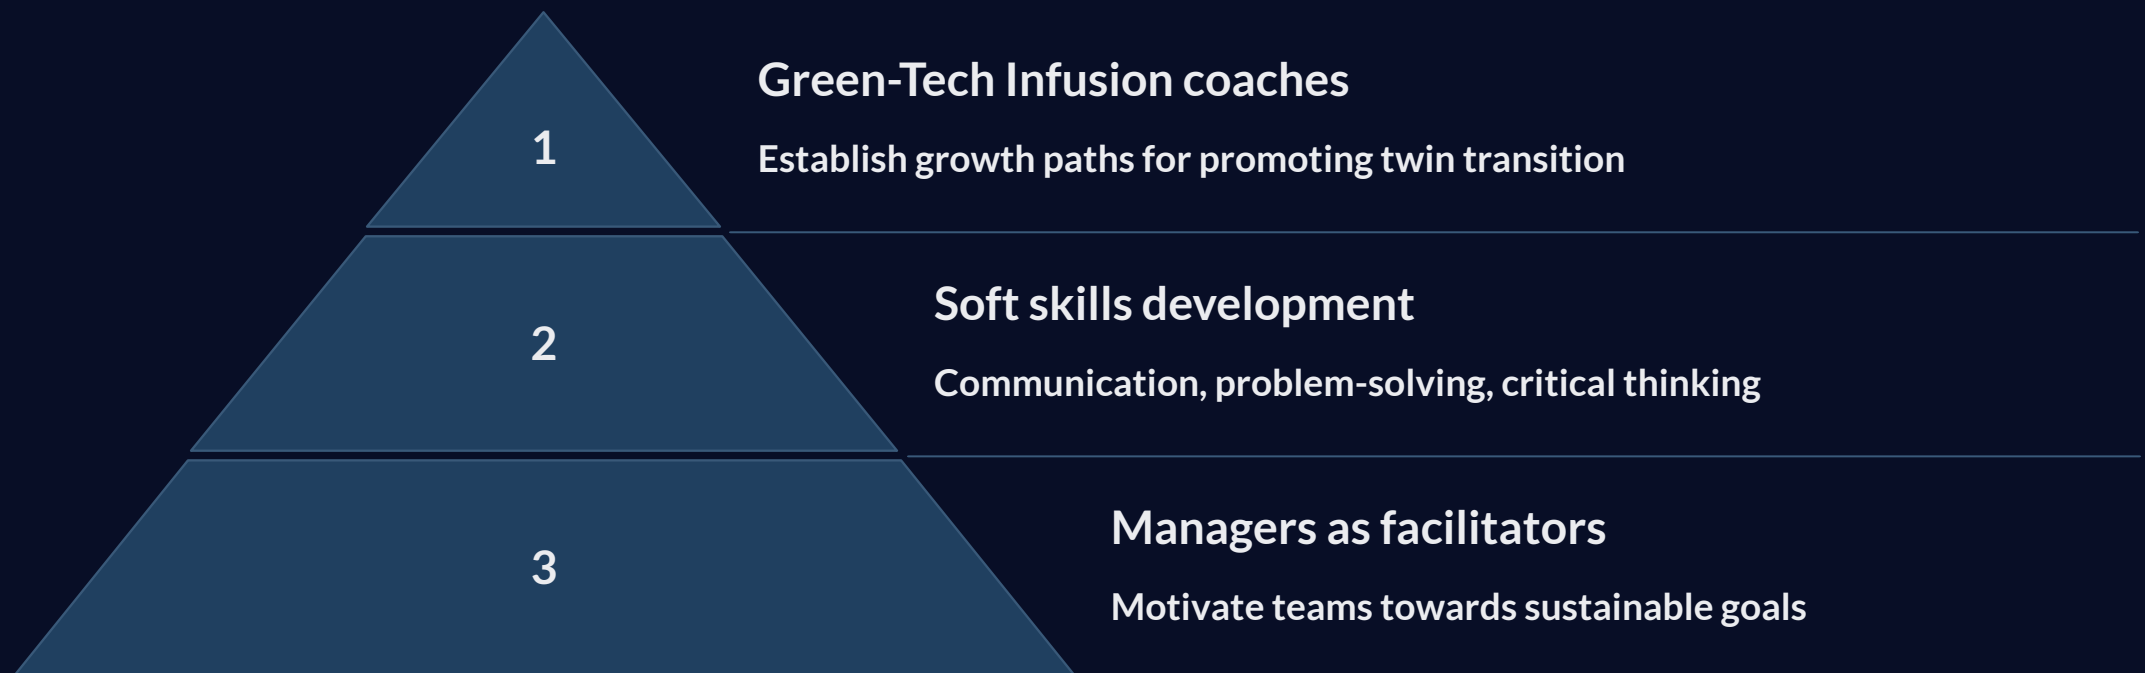 1
Green-Tech Infusion coaches
Establish growth paths for promoting twin transition
2
Soft skills development
Communication, problem-solving, critical thinking
3
Managers as facilitators
Motivate teams towards sustainable goals